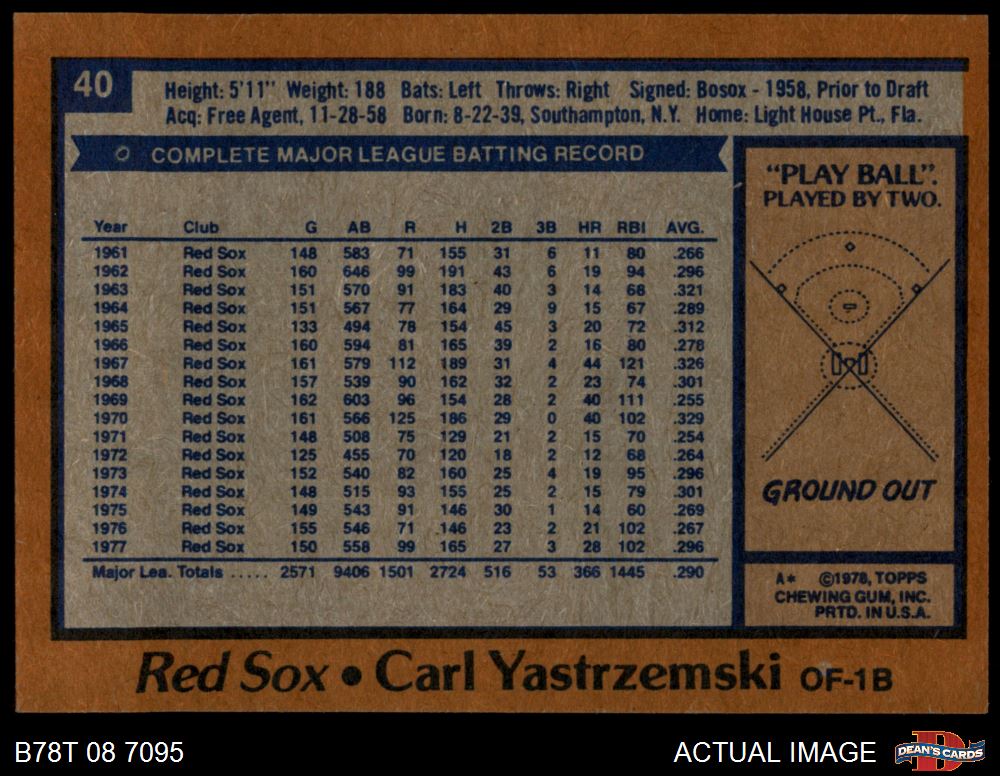 40
Height: 5'11" Weight: 188 Bats: Left Throws: Right Signed: Bosox - 1958, Prior to Draft
Acq: Free Agent, 11-28-58 Born: 8-22-39, Southampton, N.Y. Home: Light House Pt., Fla.
COMPLETE MAJOR LEAGUE BATTING RECORD
Year Club G AB R H 2B 3B HR RBI AVG.
1961 Red Sox 148 583 71 155 31 6 11 80 .266
1962 Red Sox 160 646 99 191 43 6 19 94 .296
1963 Red Sox 151 570 91 183 40 3 14 68 .321
1964 Red Sox 151 567 77 164 29 9 15 67 .289
1965 Red Sox 133 494 78 154 45 3 20 72 .312
1966 Red Sox 160 594 81 165 39 2 16 80 .278
1967 Red Sox 161 579 112 189 31 4 44 121 .326
1968 Red Sox 157 539 90 162 32 2 23 74 .301
1969 Red Sox 162 603 96 154 28 2 40 111 .255
1970 Red Sox 161 566 125 186 29 0 40 102 .329
1971 Red Sox 148 508 75 129 21 2 15 70 .254
1972 Red Sox 125 455 70 120 18 2 12 68 .264
1973 Red Sox 152 540 82 160 25 4 19 95 .296
1974 Red Sox 148 515 93 155 25 2 15 79 .301
1975 Red Sox 149 543 91 146 30 1 14 60 .269
1976 Red Sox 155 546 71 146 23 2 21 102 .267
1977 Red Sox 150 558 99 165 27 3 28 102 .296
Major Lea. Totals ..... 2571 9406 1501 2724 516 53 366 1445 .290
"PLAY BALL".
PLAYED BY TWO.
GROUND OUT
A* ©1978, TOPPS
CHEWING GUM, INC.
PRTD. IN U.S.A.
Red Sox • Carl Yastrzemski OF-1B
B78T 08 7095
ACTUAL IMAGE
D
DEAN'S CARDS